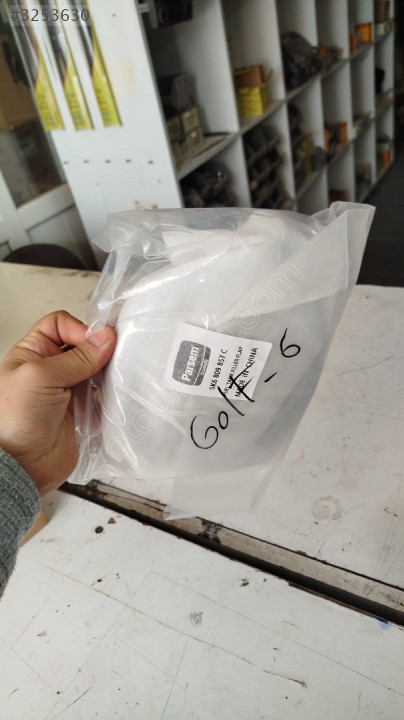 #3253630
Parsem
5K6 809 857 C
MADE IN CHINA
Golf - 6